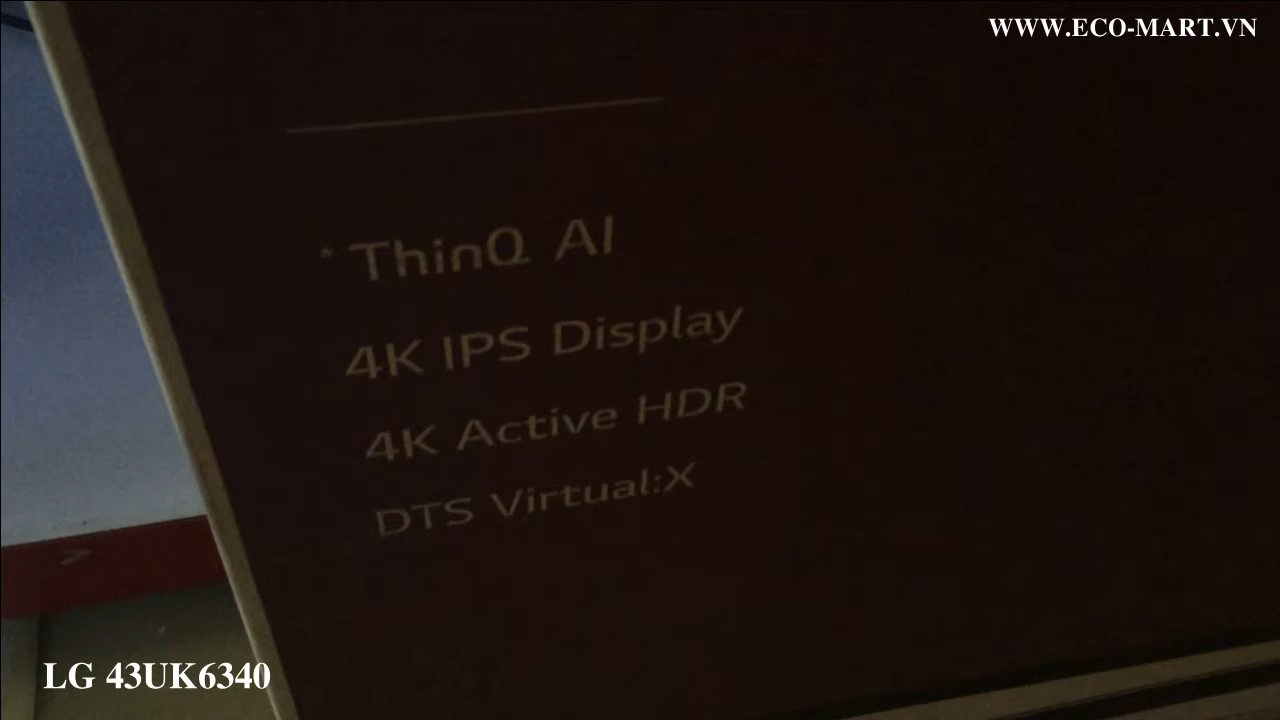 WWW.ECO-MART.VN
* ThinQ AI
4K IPS Display
4K Active HDR
DTS Virtual:X
LG 43UK6340